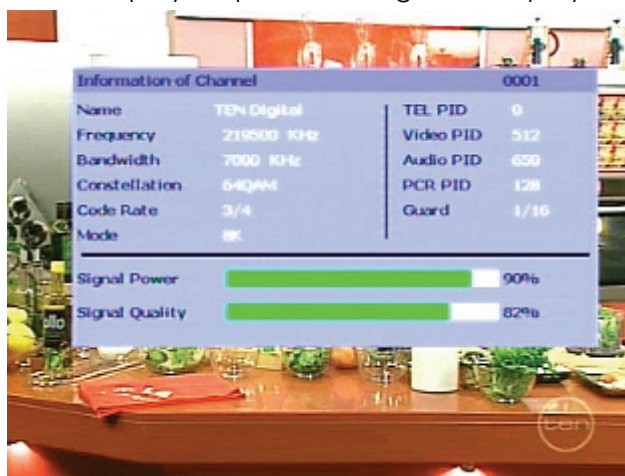 Information of Channel 0001
Name TEN Digital TEL PID 0
Frequency 219500 KHz Video PID 512
Bandwidth 7000 KHz Audio PID 650
Constellation 64QAM PCR PID 128
Code Rate 3/4 Guard 1/16
Mode 8K
Signal Power 90%
Signal Quality 82%
ten